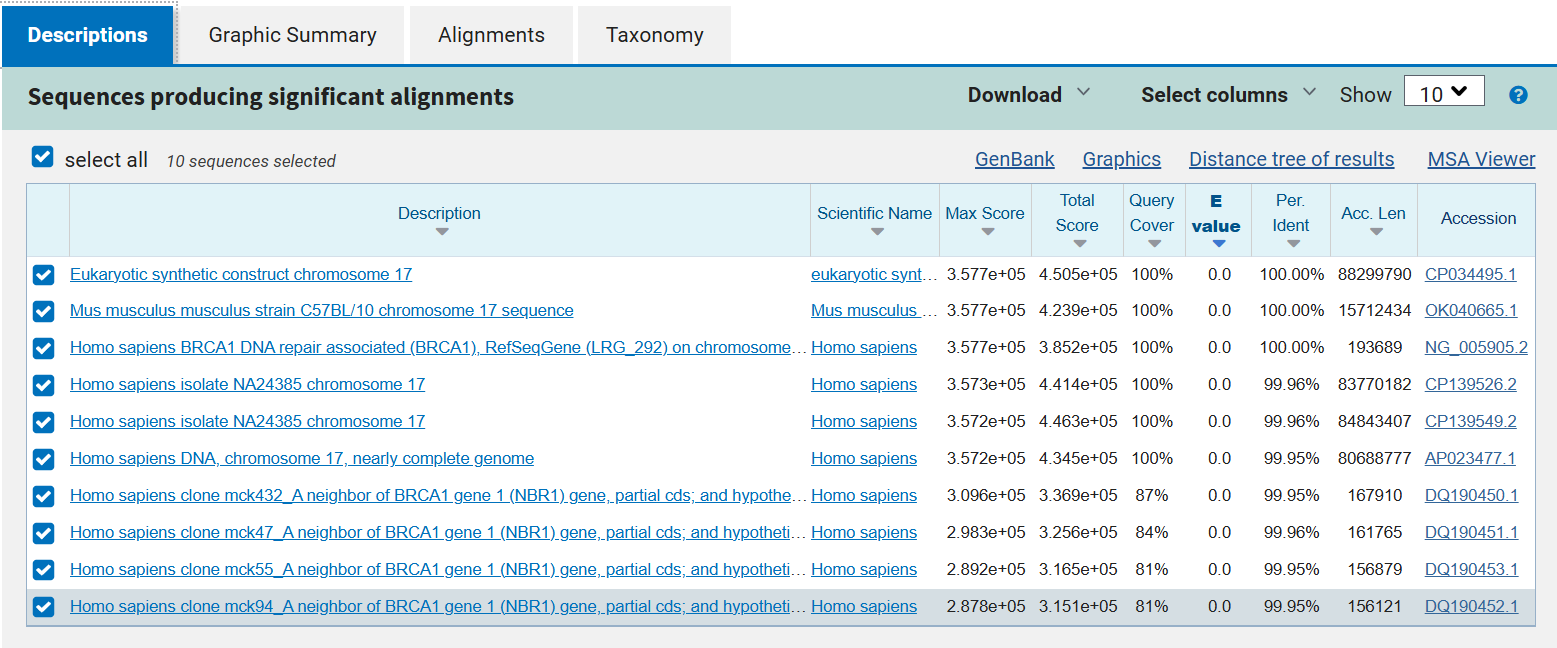 Descriptions Graphic Summary Alignments Taxonomy
Sequences producing significant alignments Download Select columns Show 10 ?
select all 10 sequences selected GenBank Graphics Distance tree of results MSA Viewer
Description Scientific Name Max Score Total Score Query Cover E value Per. Ident Acc. Len Accession
Eukaryotic synthetic construct chromosome 17 eukaryotic synt... 3.577e+05 4.505e+05 100% 0.0 100.00% 88299790 CP034495.1
Mus musculus musculus strain C57BL/10 chromosome 17 sequence Mus musculus ... 3.577e+05 4.239e+05 100% 0.0 100.00% 15712434 OK040665.1
Homo sapiens BRCA1 DNA repair associated (BRCA1), RefSeqGene (LRG_292) on chromosome... Homo sapiens 3.577e+05 3.852e+05 100% 0.0 100.00% 193689 NG_005905.2
Homo sapiens isolate NA24385 chromosome 17 Homo sapiens 3.573e+05 4.414e+05 100% 0.0 99.96% 83770182 CP139526.2
Homo sapiens isolate NA24385 chromosome 17 Homo sapiens 3.572e+05 4.463e+05 100% 0.0 99.96% 84843407 CP139549.2
Homo sapiens DNA, chromosome 17, nearly complete genome Homo sapiens 3.572e+05 4.345e+05 100% 0.0 99.95% 80688777 AP023477.1
Homo sapiens clone mck432_A neighbor of BRCA1 gene 1 (NBR1) gene, partial cds; and hypothe... Homo sapiens 3.096e+05 3.369e+05 87% 0.0 99.95% 167910 DQ190450.1
Homo sapiens clone mck47_A neighbor of BRCA1 gene 1 (NBR1) gene, partial cds; and hypotheti... Homo sapiens 2.983e+05 3.256e+05 84% 0.0 99.96% 161765 DQ190451.1
Homo sapiens clone mck55_A neighbor of BRCA1 gene 1 (NBR1) gene, partial cds; and hypotheti... Homo sapiens 2.892e+05 3.165e+05 81% 0.0 99.95% 156879 DQ190453.1
Homo sapiens clone mck94_A neighbor of BRCA1 gene 1 (NBR1) gene, partial cds; and hypotheti... Homo sapiens 2.878e+05 3.151e+05 81% 0.0 99.95% 156121 DQ190452.1